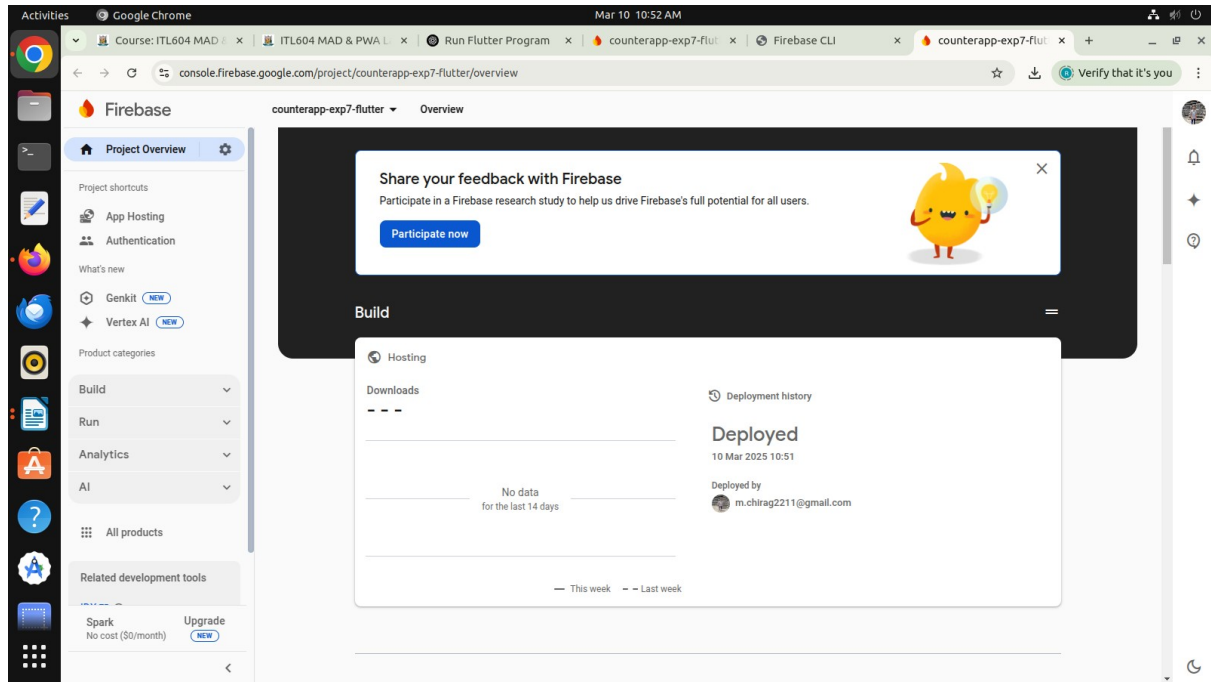 Activities
Google Chrome
Mar 10 10:52 AM
Course: ITL604 MAD &
ITL604 MAD & PWA L
Run Flutter Program
counterapp-exp7-flut
Firebase CLI
counterapp-exp7-flut
console.firebase.google.com/project/counterapp-exp7-flutter/overview
Verify that it's you
Firebase
counterapp-exp7-flutter
Overview
Project Overview
Project shortcuts
App Hosting
Authentication
What's new
Genkit NEW
Vertex AI NEW
Product categories
Build
Run
Analytics
AI
All products
Related development tools
Spark
No cost ($0/month)
Upgrade
NEW
Share your feedback with Firebase
Participate in a Firebase research study to help us drive Firebase's full potential for all users.
Participate now
Build
Hosting
Downloads
- - -
No data
for the last 14 days
This week
Last week
Deployment history
Deployed
10 Mar 2025 10:51
Deployed by
m.chirag2211@gmail.com